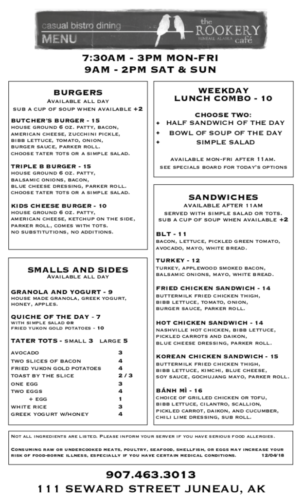 casual bistro dining
MENU
the
ROOKERY
café
7:30AM - 3PM MON-FRI
9AM - 2PM SAT & SUN
BURGERS
AVAILABLE ALL DAY
SUB A CUP OF SOUP WHEN AVAILABLE +2
BUTCHER'S BURGER - 15
HOUSE GROUND 6 OZ. PATTY, BACON,
AMERICAN CHEESE, ZUCCHINI PICKLE,
BIBB LETTUCE, TOMATO, ONION,
BURGER SAUCE, PARKER ROLL.
CHOOSE TATER TOTS OR A SIMPLE SALAD.
TRIPLE B BURGER - 15
HOUSE GROUND 6 OZ. PATTY,
BALSAMIC ONIONS, BACON,
BLUE CHEESE DRESSING, PARKER ROLL.
CHOOSE TATER TOTS OR A SIMPLE SALAD.
KIDS CHEESE BURGER - 10
HOUSE GROUND 6 OZ. PATTY,
AMERICAN CHEESE, KETCHUP ON THE SIDE,
PARKER ROLL, COMES WITH TOTS.
NO SUBSTITUTIONS, NO ADDITIONS.
SMALLS AND SIDES
AVAILABLE ALL DAY
GRANOLA AND YOGURT - 9
HOUSE MADE GRANOLA, GREEK YOGURT,
HONEY, APPLES.
QUICHE OF THE DAY - 7
WITH SIMPLE SALAD OR
FRIED YUKON GOLD POTATOES - 10
TATER TOTS - SMALL 3 LARGE 5
AVOCADO 3
TWO SLICES OF BACON 4
FRIED YUKON GOLD POTATOES 4
TOAST BY THE SLICE 2 / 3
ONE EGG 3
TWO EGGS 4
+ EGG 1
WHITE RICE 3
GREEK YOGURT W/HONEY 4
WEEKDAY
LUNCH COMBO - 10
CHOOSE TWO:
• HALF SANDWICH OF THE DAY
• BOWL OF SOUP OF THE DAY
• SIMPLE SALAD
AVAILABLE MON-FRI AFTER 11AM.
SEE SPECIALS BOARD FOR TODAY'S OPTIONS
SANDWICHES
AVAILABLE AFTER 11AM
SERVED WITH SIMPLE SALAD OR TOTS.
SUB A CUP OF SOUP WHEN AVAILABLE +2
BLT - 11
BACON, LETTUCE, PICKLED GREEN TOMATO,
AVOCADO, MAYO, WHITE BREAD.
TURKEY - 12
TURKEY, APPLEWOOD SMOKED BACON,
BALSAMIC ONIONS, MAYO, WHITE BREAD.
FRIED CHICKEN SANDWICH - 14
BUTTERMILK FRIED CHICKEN THIGH,
BIBB LETTUCE, TOMATO, ONION,
BURGER SAUCE, PARKER ROLL.
HOT CHICKEN SANDWICH - 14
NASHVILLE HOT CHICKEN, BIBB LETTUCE,
PICKLED CARROTS AND DAIKON,
BLUE CHEESE DRESSING, PARKER ROLL.
KOREAN CHICKEN SANDWICH - 15
BUTTERMILK FRIED CHICKEN THIGH,
BIBB LETTUCE, KIMCHI, BLUE CHEESE,
SOY SAUCE, GOCHUJANG MAYO, PARKER ROLL.
BÁNH MÌ - 16
CHOICE OF GRILLED CHICKEN OR TOFU,
BIBB LETTUCE, CILANTRO, SCALLION,
PICKLED CARROT, DAIKON, AND CUCUMBER,
CHILI LIME DRESSING, SUB ROLL.
NOT ALL INGREDIENTS ARE LISTED. PLEASE INFORM YOUR SERVER IF YOU HAVE SERIOUS FOOD ALLERGIES.
CONSUMING RAW OR UNDERCOOKED MEATS, POULTRY, SEAFOOD, SHELLFISH, OR EGGS MAY INCREASE YOUR
RISK OF FOOD-BORNE ILLNESS, ESPECIALLY IF YOU HAVE CERTAIN MEDICAL CONDITIONS. 12/04/18
907.463.3013
111 SEWARD STREET JUNEAU, AK